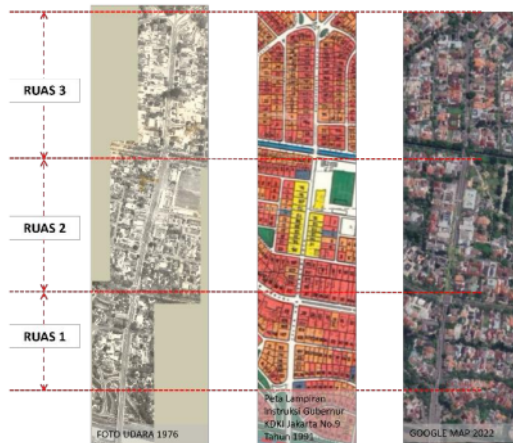 RUAS 3
RUAS 2
RUAS 1
FOTO UDARA 1976
Peta Lampiran
Instruksi Gubernur
KDKI Jakarta No.9
Tahun 1991
GOOGLE MAP 2022